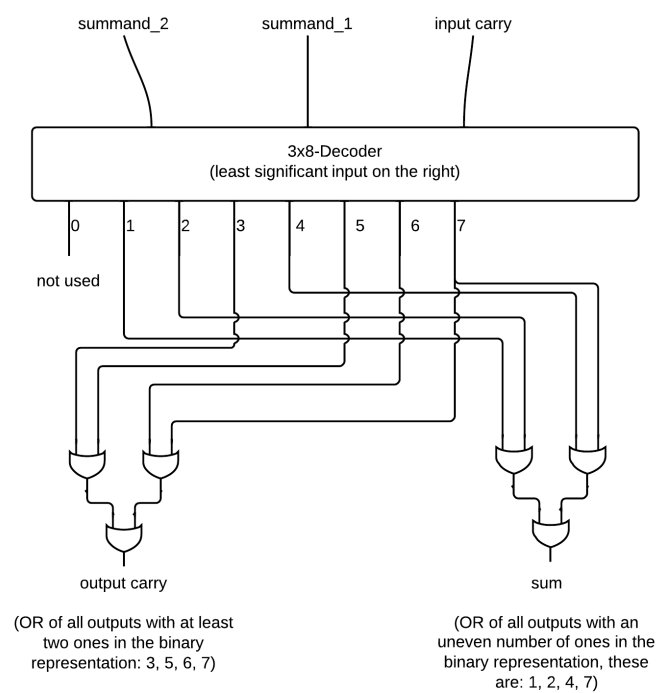 summand_2 summand_1 input carry
3x8-Decoder
(least significant input on the right)
0 1 2 3 4 5 6 7
not used
output carry sum
(OR of all outputs with at least
two ones in the binary
representation: 3, 5, 6, 7)
(OR of all outputs with an
uneven number of ones in the
binary representation, these
are: 1, 2, 4, 7)